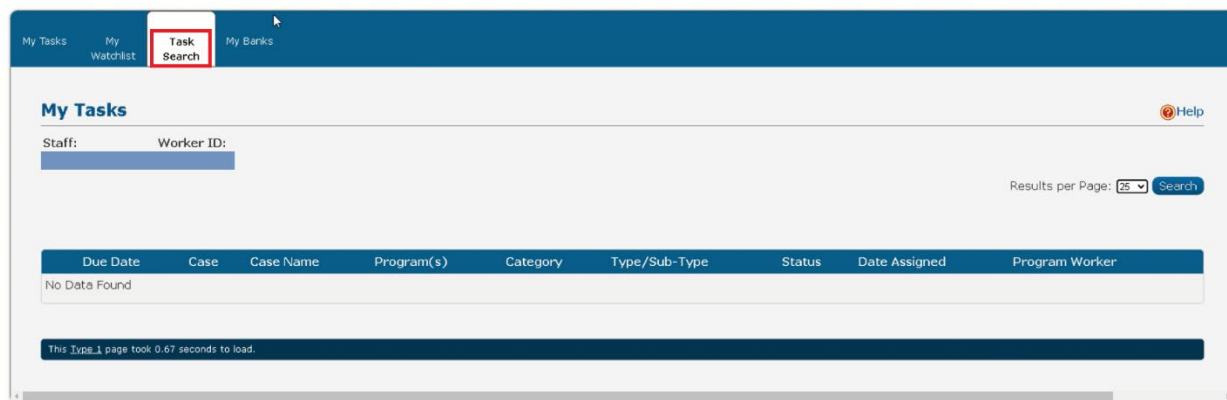 My Tasks
My
Watchlist
Task
Search
My Banks
My Tasks
Help
Staff: Worker ID:
Results per Page: 25 Search
Due Date Case Case Name Program(s) Category Type/Sub-Type Status Date Assigned Program Worker
No Data Found
This Type 1 page took 0.67 seconds to load.